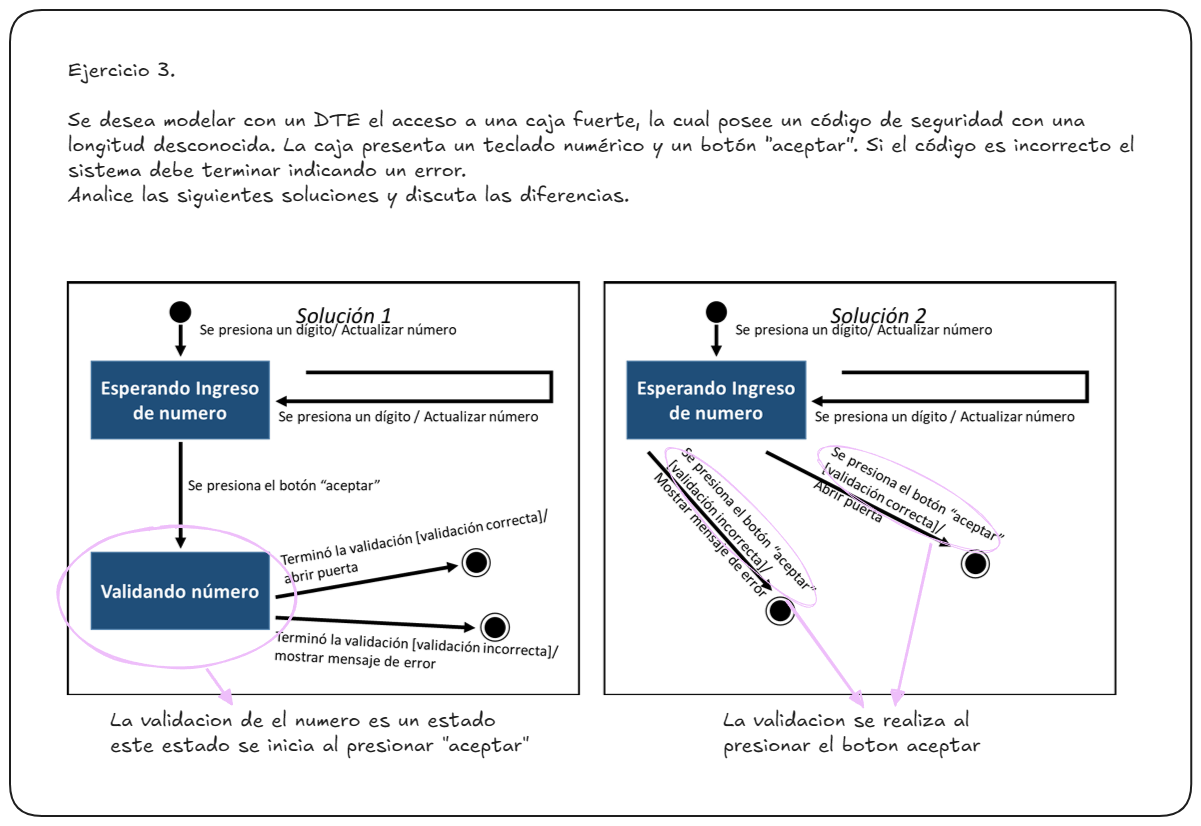 Ejercicio 3.
Se desea modelar con un DTE el acceso a una caja fuerte, la cual posee un código de seguridad con una
longitud desconocida. La caja presenta un teclado numérico y un botón "aceptar". Si el código es incorrecto el
sistema debe terminar indicando un error.
Analice las siguientes soluciones y discuta las diferencias.
Solución 1
Se presiona un dígito/ Actualizar número
Esperando Ingreso
de numero
Se presiona un dígito / Actualizar número
Se presiona el botón “aceptar”
Validando número
Terminó la validación [validación correcta]/
abrir puerta
Terminó la validación [validación incorrecta]/
mostrar mensaje de error
La validacion de el numero es un estado
este estado se inicia al presionar "aceptar"
Solución 2
Se presiona un dígito/ Actualizar número
Esperando Ingreso
de numero
Se presiona un dígito / Actualizar número
Se presiona el botón “aceptar”
[validación incorrecta]/
Mostrar mensaje de error
Se presiona el botón “aceptar”
[validación correcta]/
Abrir puerta
La validacion se realiza al
presionar el boton aceptar